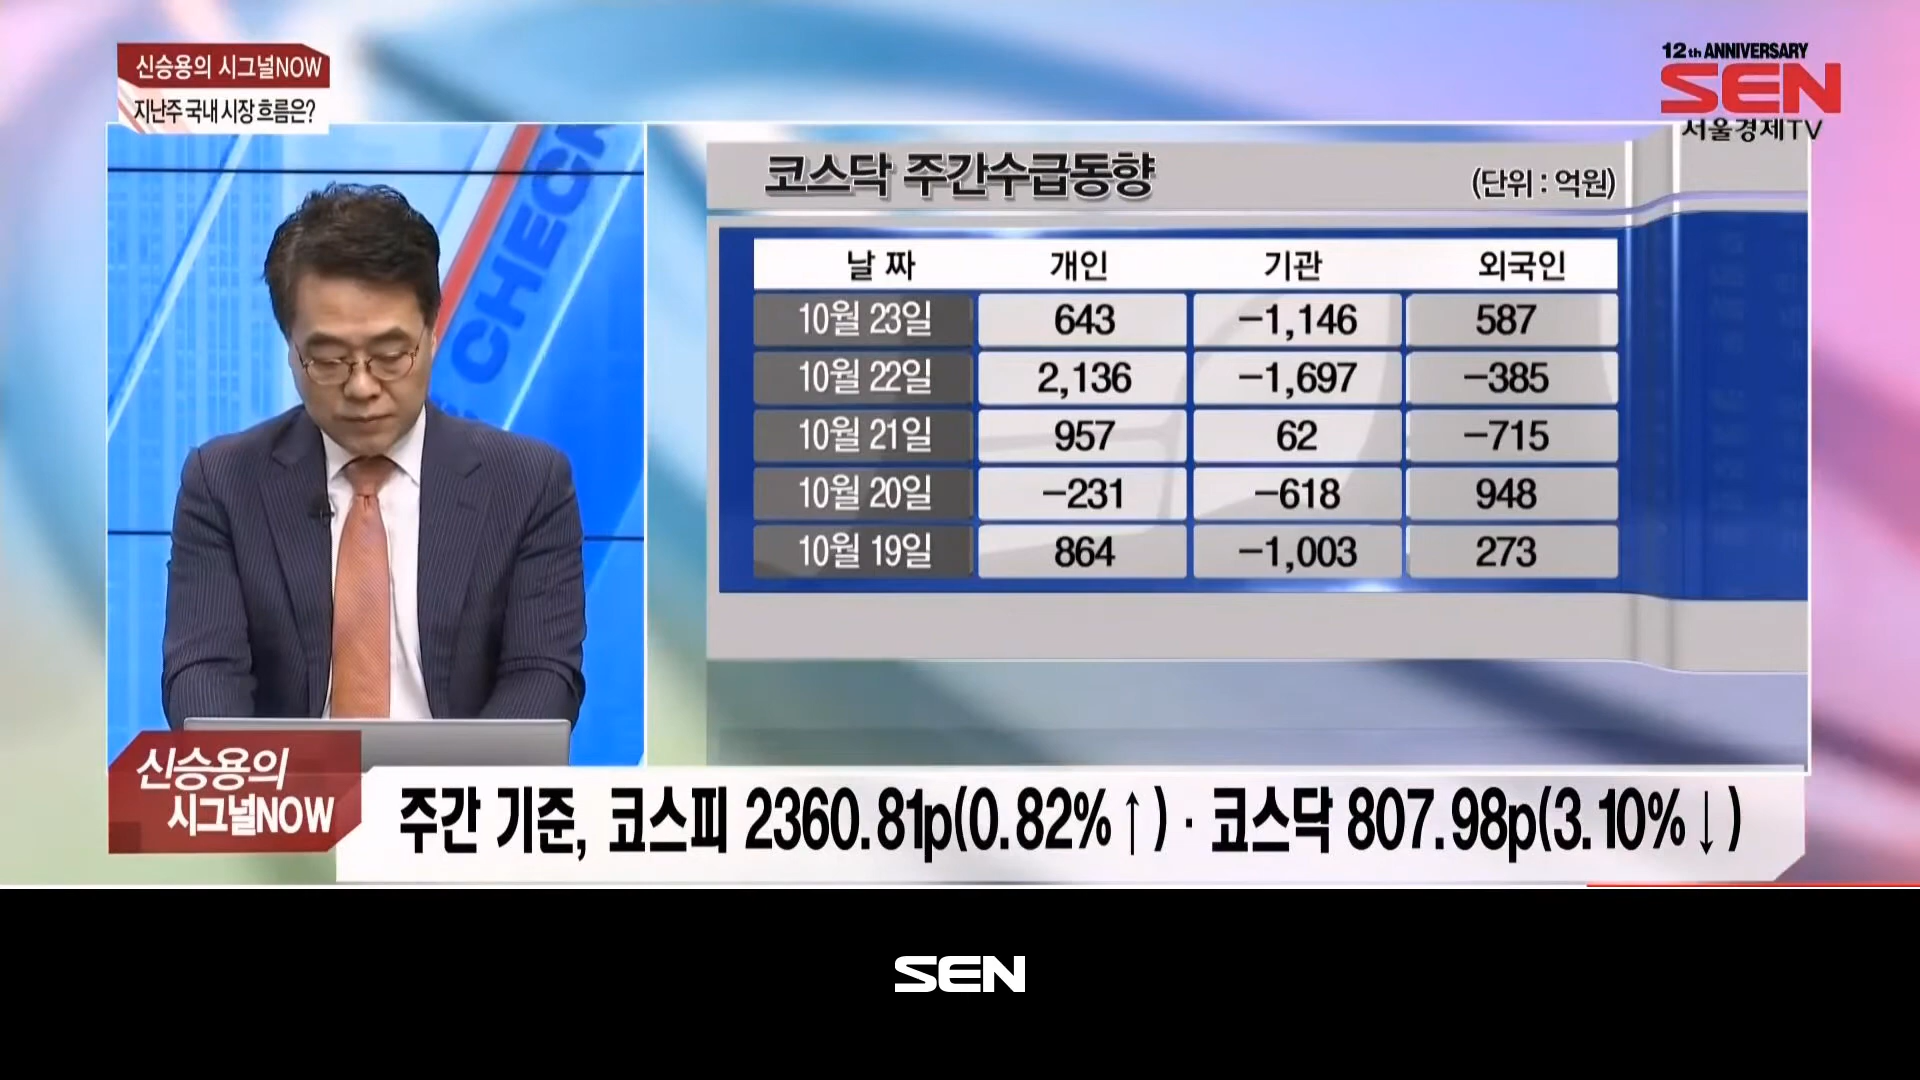 신승용의 시그널NOW
지난주 국내 시장 흐름은?
12th ANNIVERSARY
SEN
서울경제TV
CHECK
코스닥 주간수급동향
(단위 : 억원)
날 짜 개인 기관 외국인
10월 23일 643 -1,146 587
10월 22일 2,136 -1,697 -385
10월 21일 957 62 -715
10월 20일 -231 -618 948
10월 19일 864 -1,003 273
신승용의
시그널NOW
주간 기준, 코스피 2360.81p(0.82%↑)·코스닥 807.98p(3.10%↓)
SEN